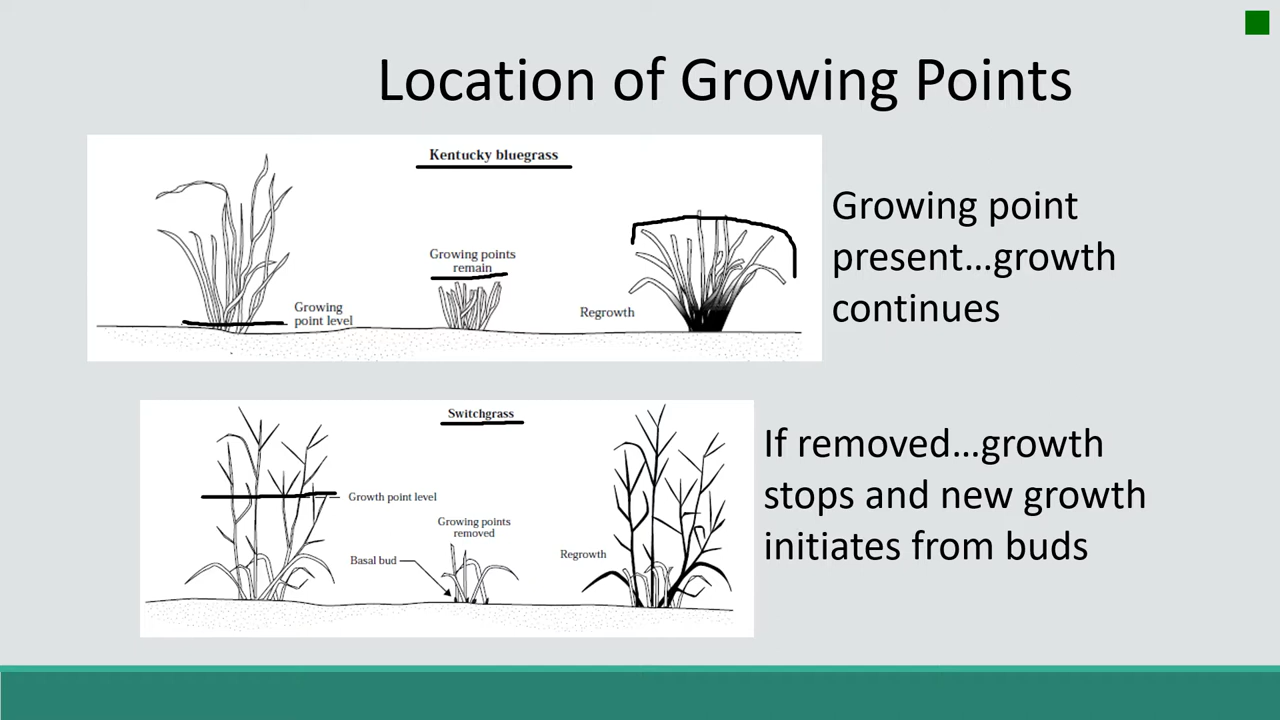 Location of Growing Points
Kentucky bluegrass
Growing points
remain
Growing
point level
Regrowth
Growing point
present…growth
continues
Switchgrass
Growth point level
Growing points
removed
Basal bud
Regrowth
If removed…growth
stops and new growth
initiates from buds